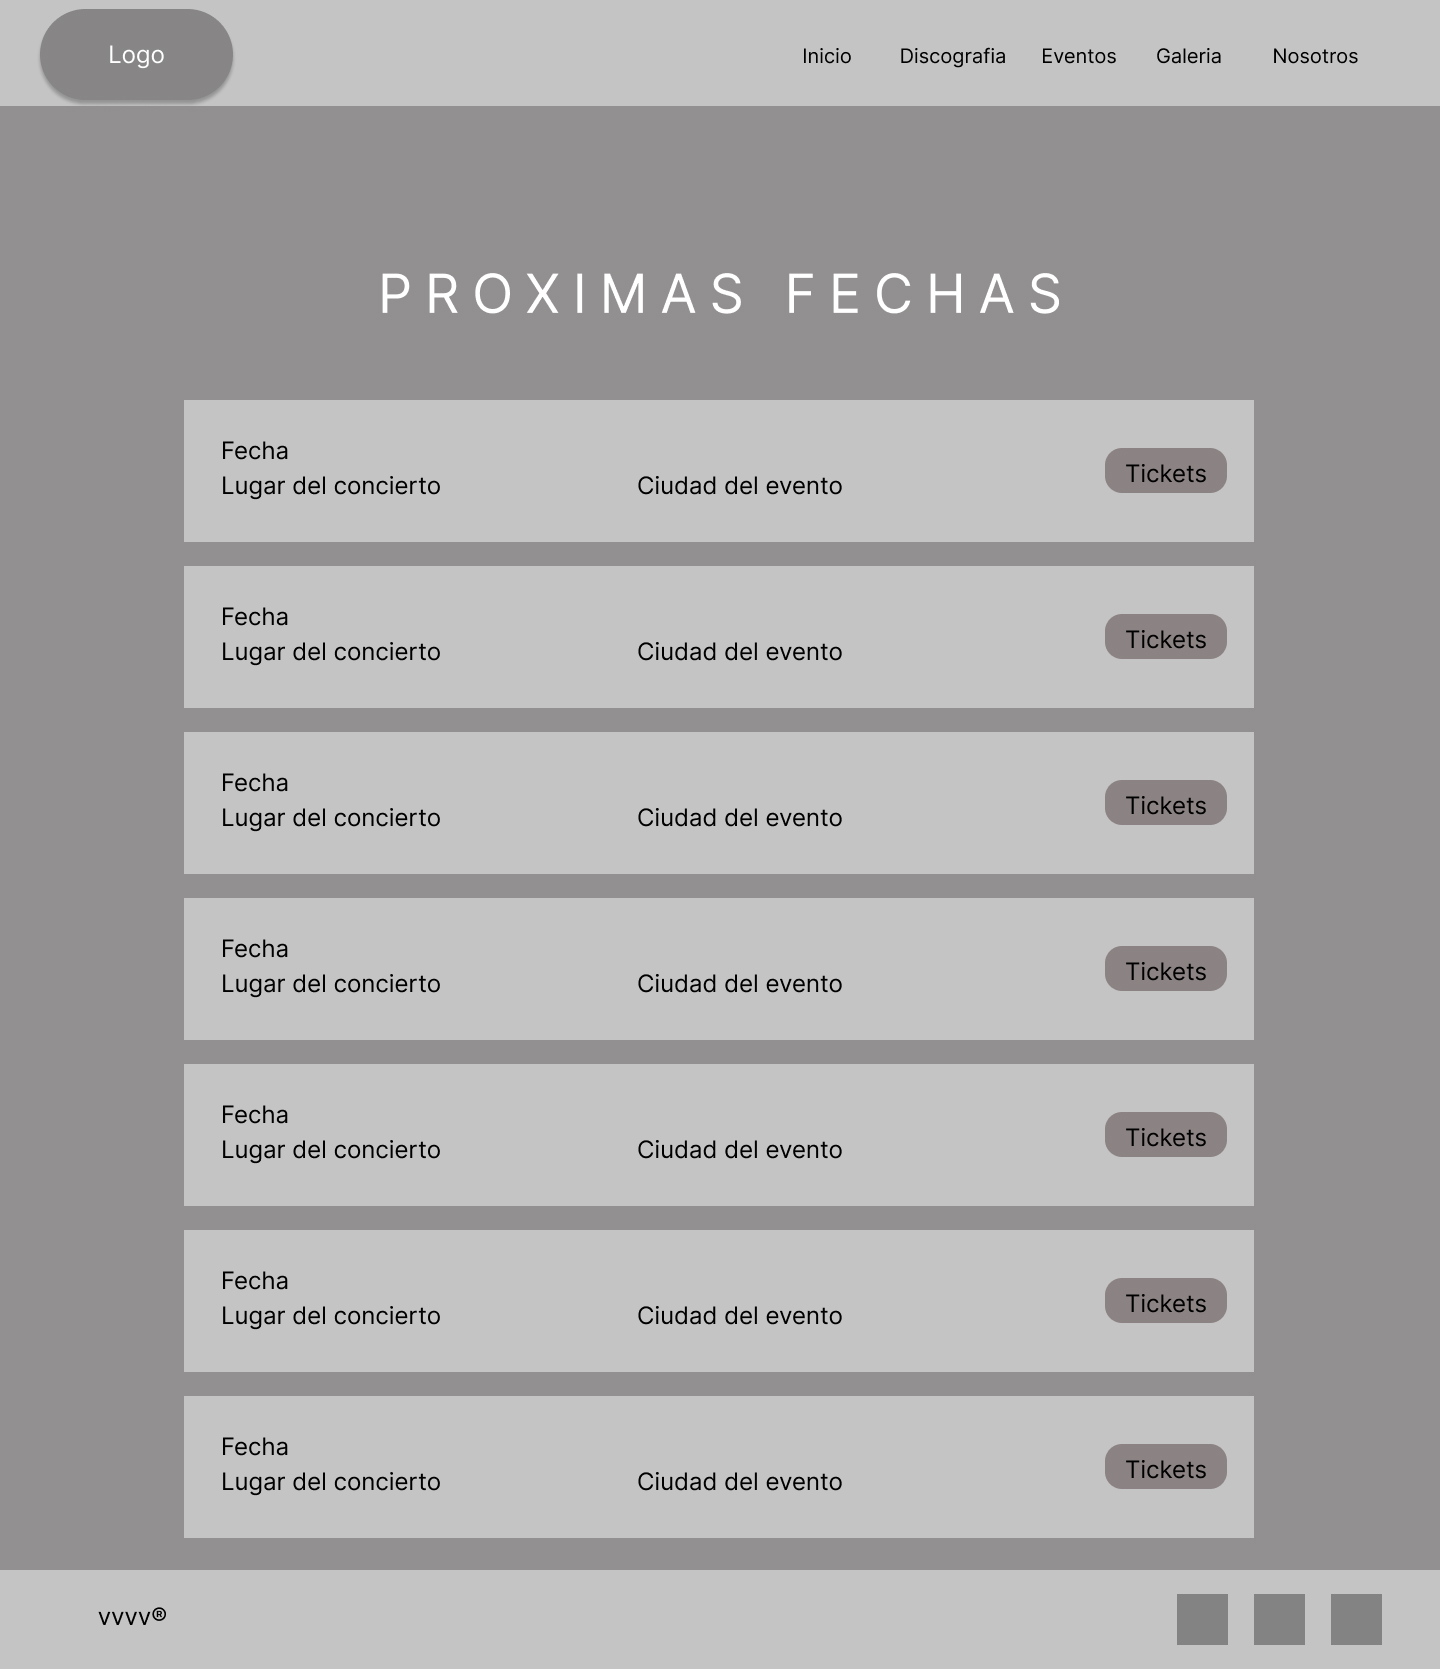 Logo
Inicio Discografia Eventos Galeria Nosotros
PROXIMAS FECHAS
Fecha
Lugar del concierto Ciudad del evento Tickets
Fecha
Lugar del concierto Ciudad del evento Tickets
Fecha
Lugar del concierto Ciudad del evento Tickets
Fecha
Lugar del concierto Ciudad del evento Tickets
Fecha
Lugar del concierto Ciudad del evento Tickets
Fecha
Lugar del concierto Ciudad del evento Tickets
Fecha
Lugar del concierto Ciudad del evento Tickets
vvvv®